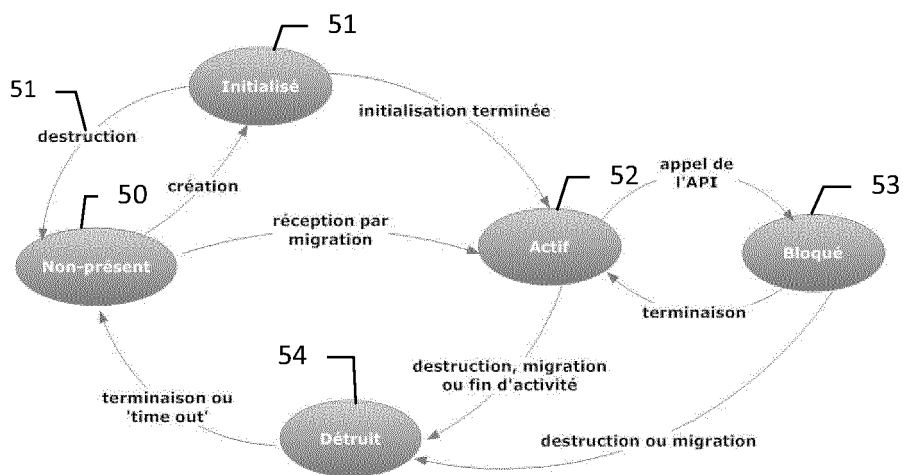 51
51
Initialisé
initialisation terminée
destruction
création
50
52
appel de
l'API
53
réception par
migration
Non-présent
Actif
Bloqué
terminaison
54
destruction, migration
ou fin d'activité
terminaison ou
'time out'
Détruit
destruction ou migration